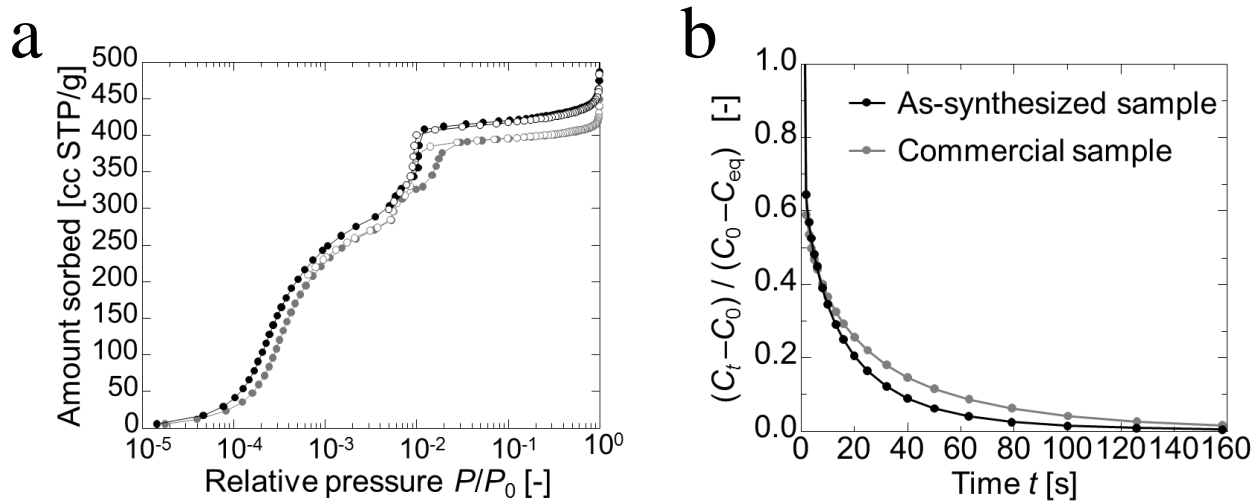 a
b
500
450
400
350
300
250
200
150
100
50
0
Amount sorbed [cc STP/g]
10-5 10-4 10-3 10-2 10-1 100
Relative pressure P/P0 [-]
1.0
0.8
0.6
0.4
0.2
0.0
(Ct–C0) / (C0–Ceq) [-]
As-synthesized sample
Commercial sample
0 20 40 60 80 100 120 140 160
Time t [s]